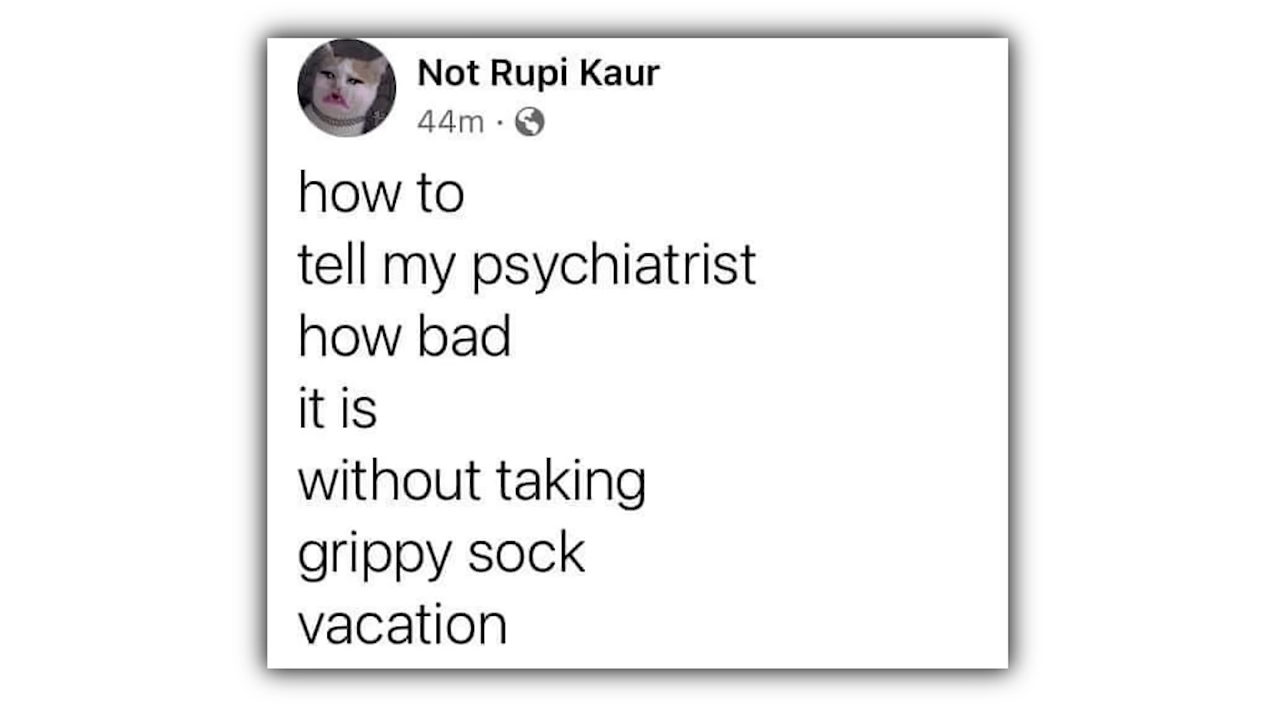 Not Rupi Kaur
44m ·
how to
tell my psychiatrist
how bad
it is
without taking
grippy sock
vacation